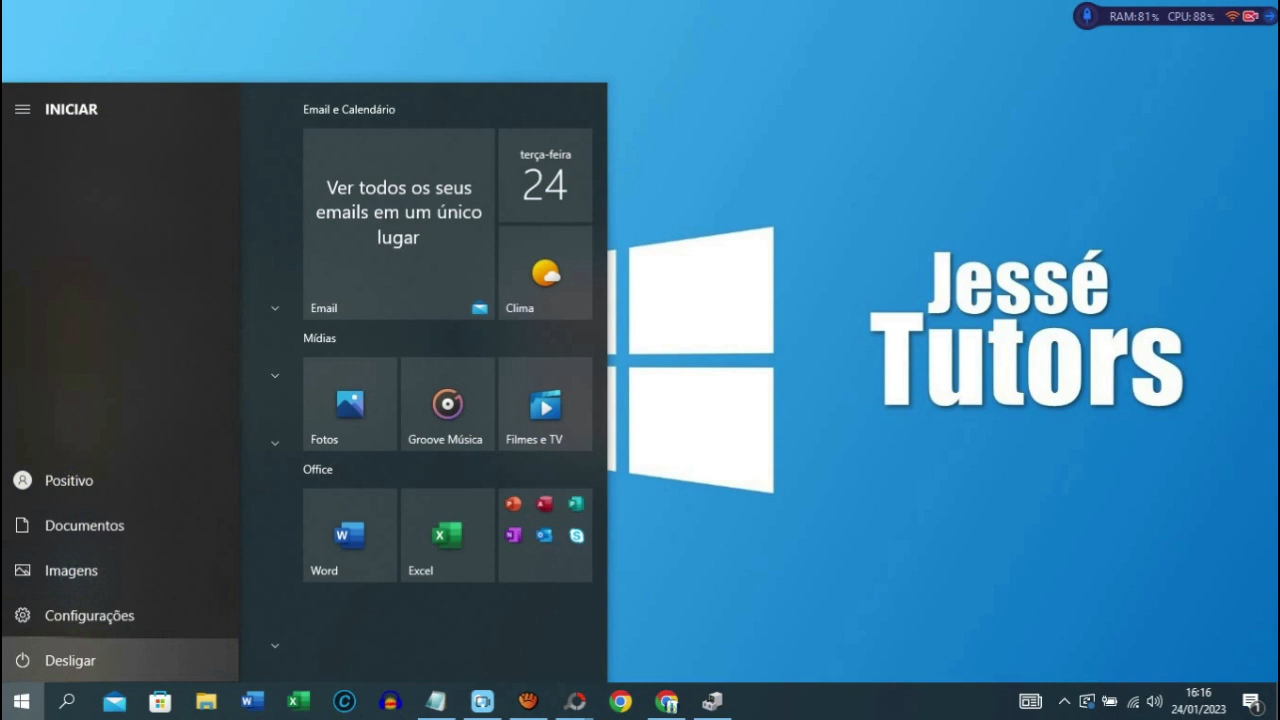 RAM:81% CPU:88%
INICIAR
Email e Calendário
Ver todos os seus
emails em um único
lugar
Email
terça-feira
24
Clima
Mídias
Fotos
Groove Música
Filmes e TV
Office
Word
Excel
Positivo
Documentos
Imagens
Configurações
Desligar
Jessé
Tutors
16:16
24/01/2023